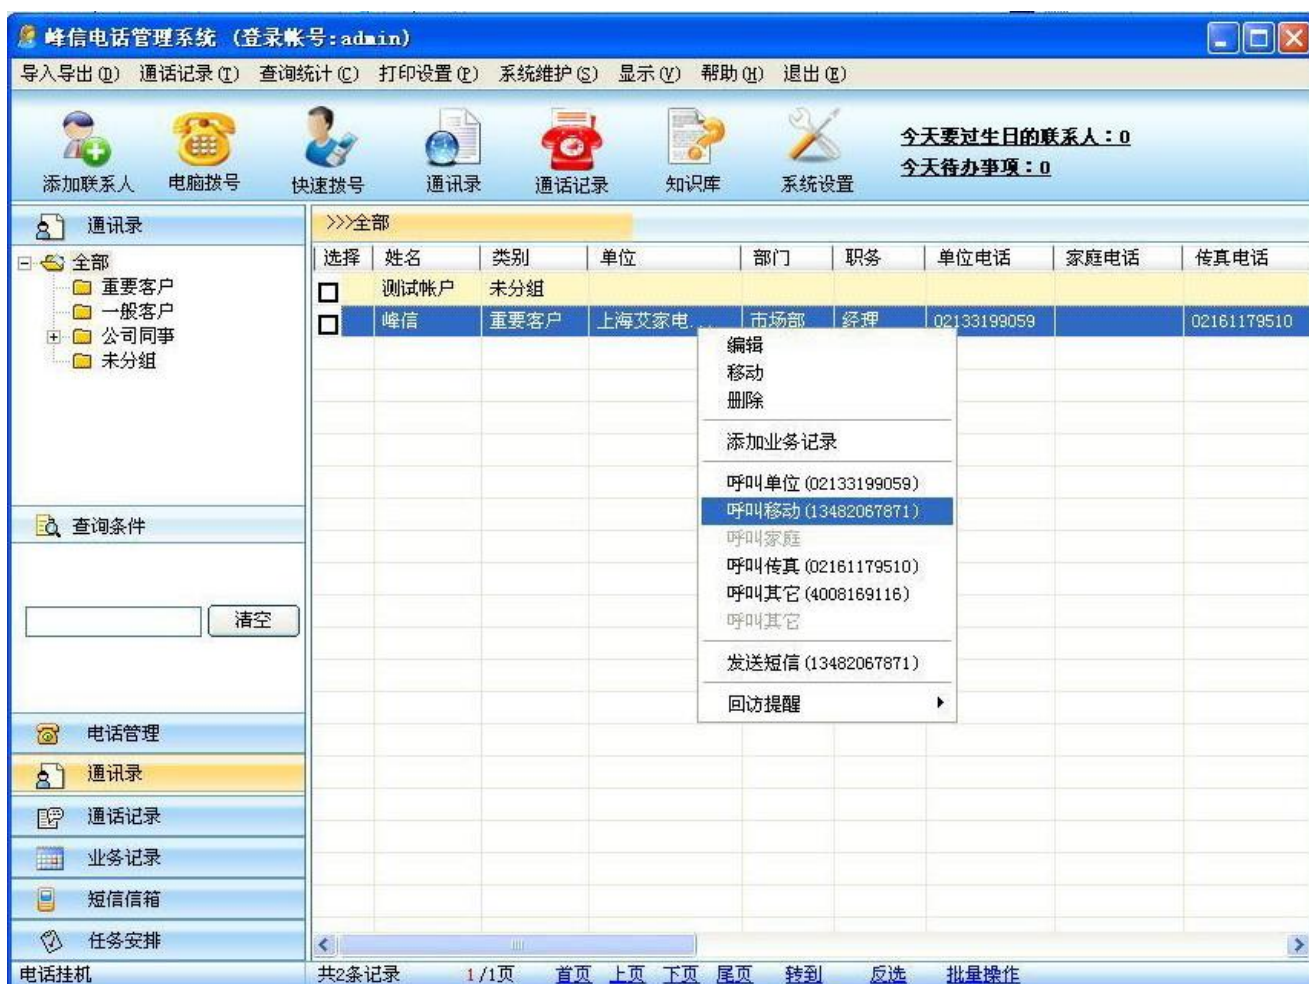 峰信电话管理系统 (登录帐号:admin)
导入导出(D) 通话记录(T) 查询统计(C) 打印设置(P) 系统维护(S) 显示(V) 帮助(H) 退出(E)
添加联系人 电脑拨号 快速拨号 通讯录 通话记录 知识库 系统设置
今天要过生日的联系人：0
今天待办事项：0
通讯录
>>>全部
全部
重要客户
一般客户
公司同事
未分组
选择 姓名 类别 单位 部门 职务 单位电话 家庭电话 传真电话
测试帐户 未分组
峰信 重要客户 上海艾家电... 市场部 经理 02133199059 02161179510
编辑
移动
删除
添加业务记录
呼叫单位(02133199059)
呼叫移动(13482067871)
呼叫家庭
呼叫传真(02161179510)
呼叫其它(4008169116)
呼叫其它
发送短信(13482067871)
回访提醒
查询条件
清空
电话管理
通讯录
通话记录
业务记录
短信信箱
任务安排
电话挂机 共2条记录 1/1页 首页 上页 下页 尾页 转到 反选 批量操作